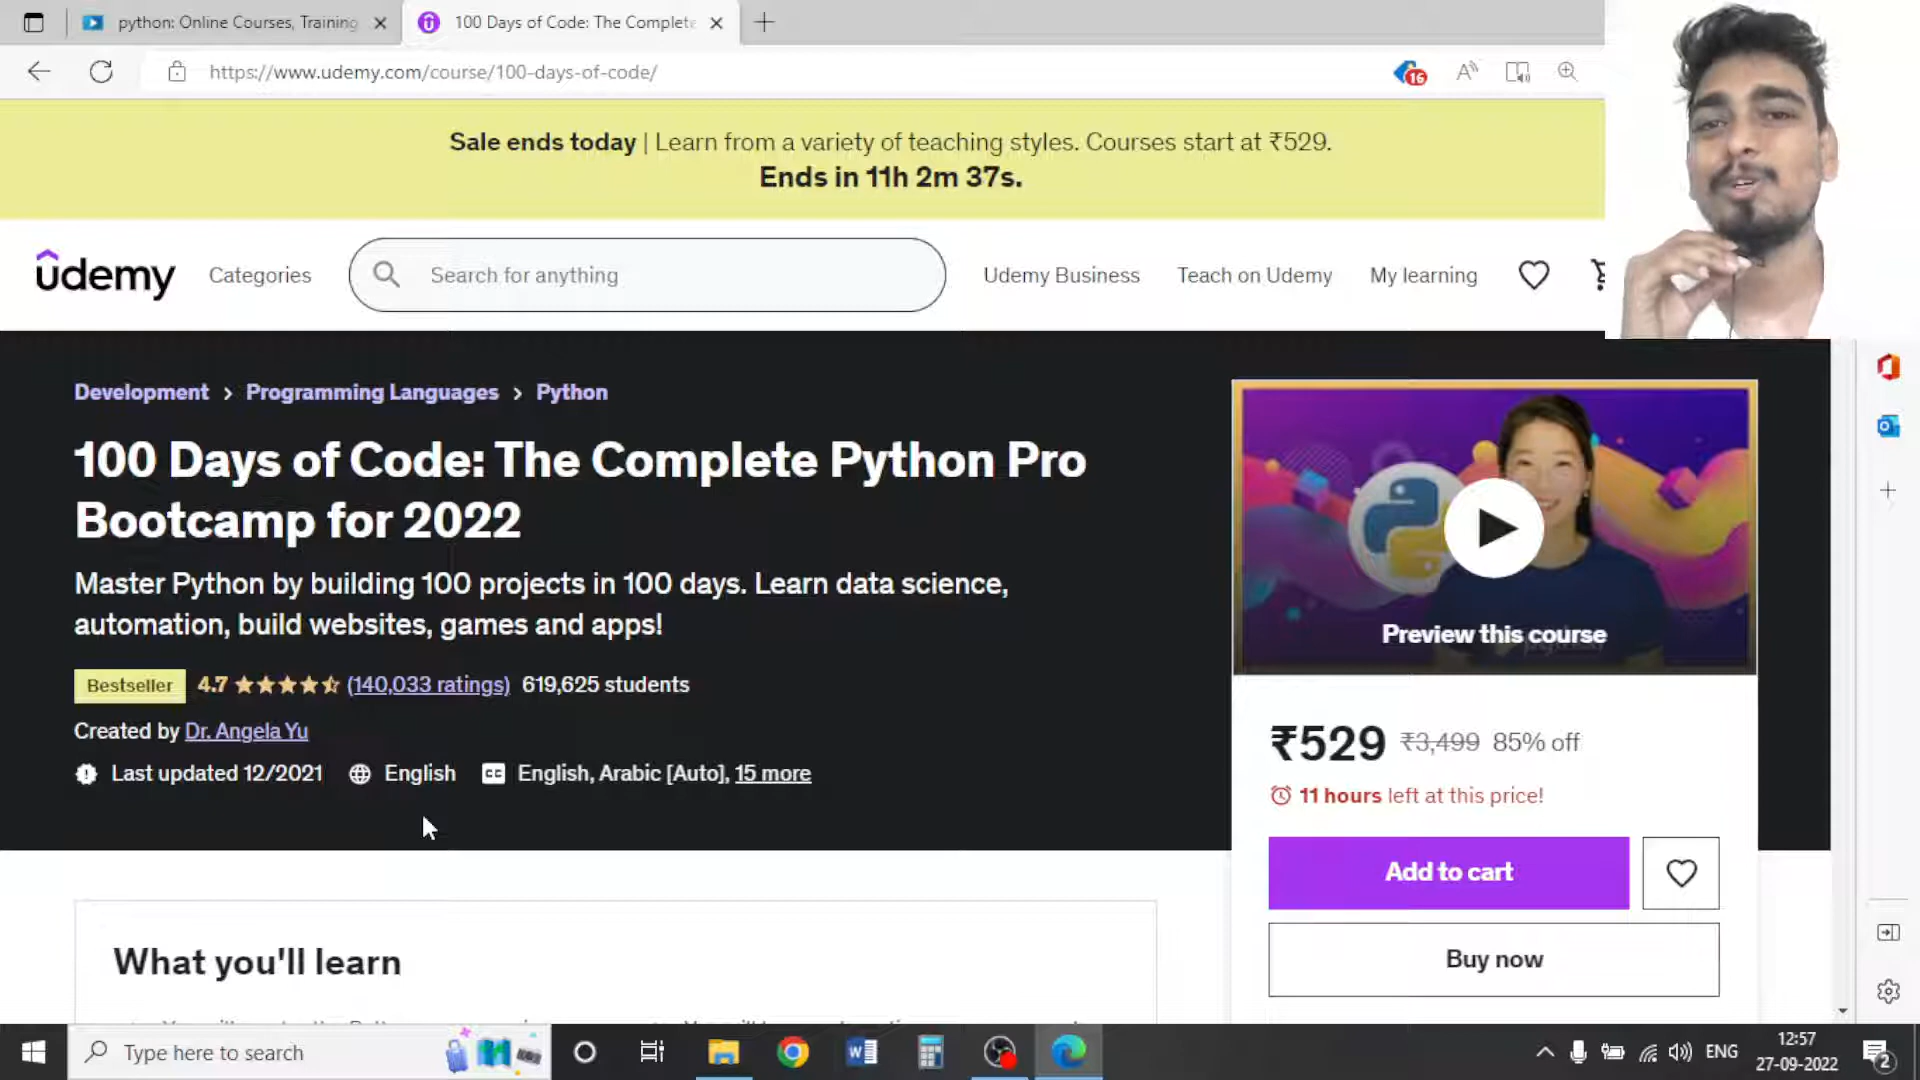 python: Online Courses, Training
100 Days of Code: The Complete
https://www.udemy.com/course/100-days-of-code/
16
Sale ends today | Learn from a variety of teaching styles. Courses start at ₹529.
Ends in 11h 2m 37s.
udemy
Categories
Search for anything
Udemy Business
Teach on Udemy
My learning
Development > Programming Languages > Python
100 Days of Code: The Complete Python Pro
Bootcamp for 2022
Master Python by building 100 projects in 100 days. Learn data science,
automation, build websites, games and apps!
Bestseller 4.7 (140,033 ratings) 619,625 students
Created by Dr. Angela Yu
Last updated 12/2021 English CC English, Arabic [Auto], 15 more
Preview this course
₹529 ₹3,499 85% off
11 hours left at this price!
Add to cart
Buy now
What you'll learn
Type here to search
ENG
12:57
27-09-2022
2